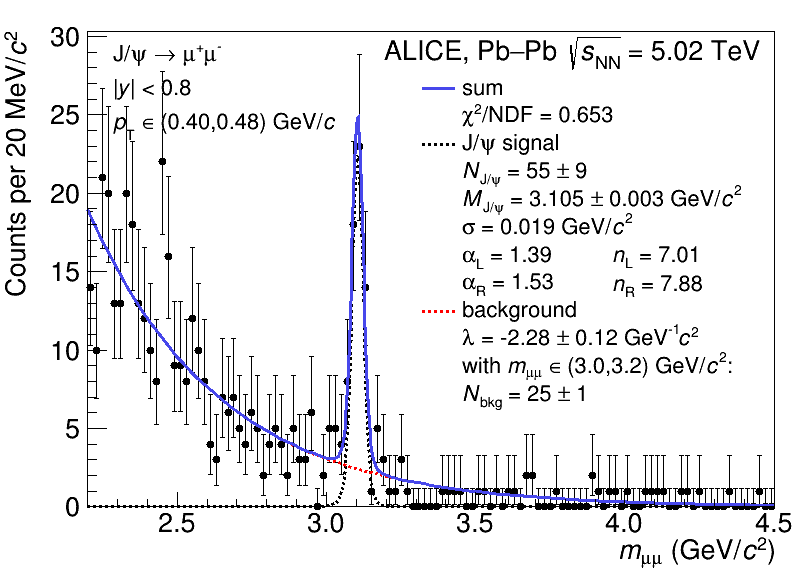 ALICE, Pb–Pb √sNN = 5.02 TeV
J/ψ → μ+μ-
|y| < 0.8
pT ∈ (0.40,0.48) GeV/c
sum
χ2/NDF = 0.653
J/ψ signal
NJ/ψ = 55 ± 9
MJ/ψ = 3.105 ± 0.003 GeV/c2
σ = 0.019 GeV/c2
αL = 1.39 nL = 7.01
αR = 1.53 nR = 7.88
background
λ = -2.28 ± 0.12 GeV-1c2
with mμμ ∈ (3.0,3.2) GeV/c2:
Nbkg = 25 ± 1
Counts per 20 MeV/c2
30
25
20
15
10
5
0
2.5 3.0 3.5 4.0 4.5
mμμ (GeV/c2)